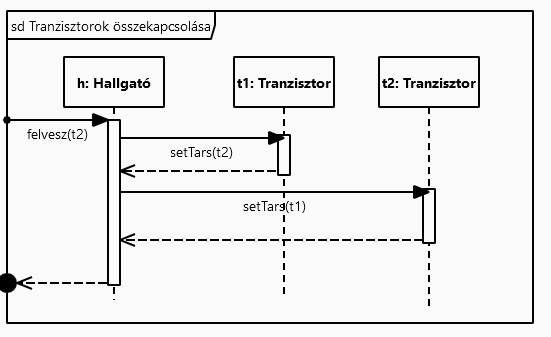 sd Tranzisztorok összekapcsolása
h: Hallgató
t1: Tranzisztor
t2: Tranzisztor
felvesz(t2)
setTars(t2)
setTars(t1)